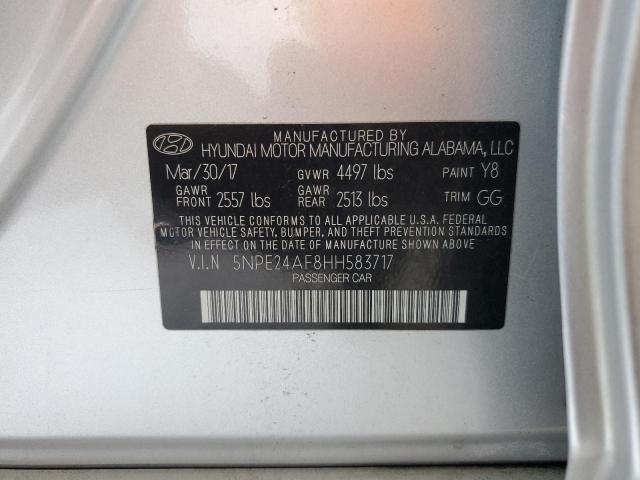 MANUFACTURED BY
HYUNDAI MOTOR MANUFACTURING ALABAMA, LLC
Mar/30/17 GVWR 4497 lbs PAINT Y8
GAWR FRONT 2557 lbs GAWR REAR 2513 lbs TRIM GG
THIS VEHICLE CONFORMS TO ALL APPLICABLE U.S.A. FEDERAL
MOTOR VEHICLE SAFETY, BUMPER, AND THEFT PREVENTION STANDARDS
IN EFFECT ON THE DATE OF MANUFACTURE SHOWN ABOVE.
V.I.N 5NPE24AF8HH583717
PASSENGER CAR